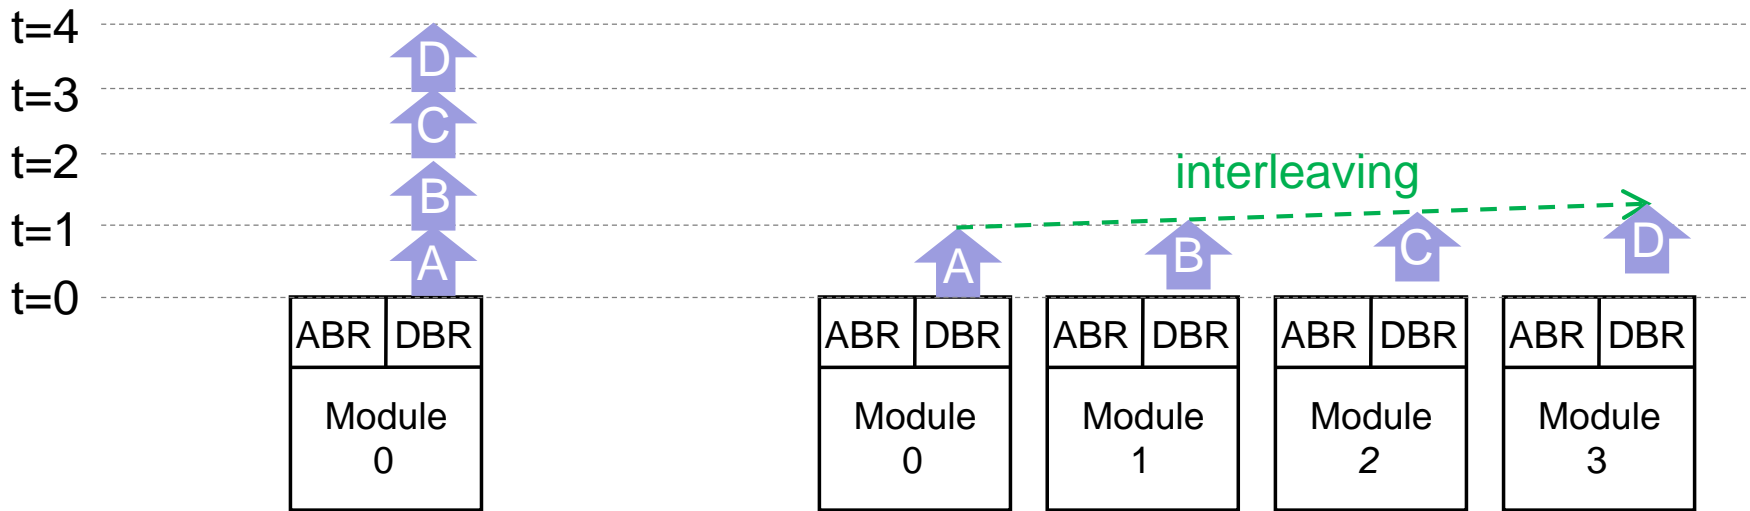 t=4
D
t=3
C
t=2
interleaving
B
t=1
A
A
B
C
D
t=0
ABR DBR
ABR DBR
ABR DBR
ABR DBR
ABR DBR
Module
0
Module
0
Module
1
Module
2
Module
3